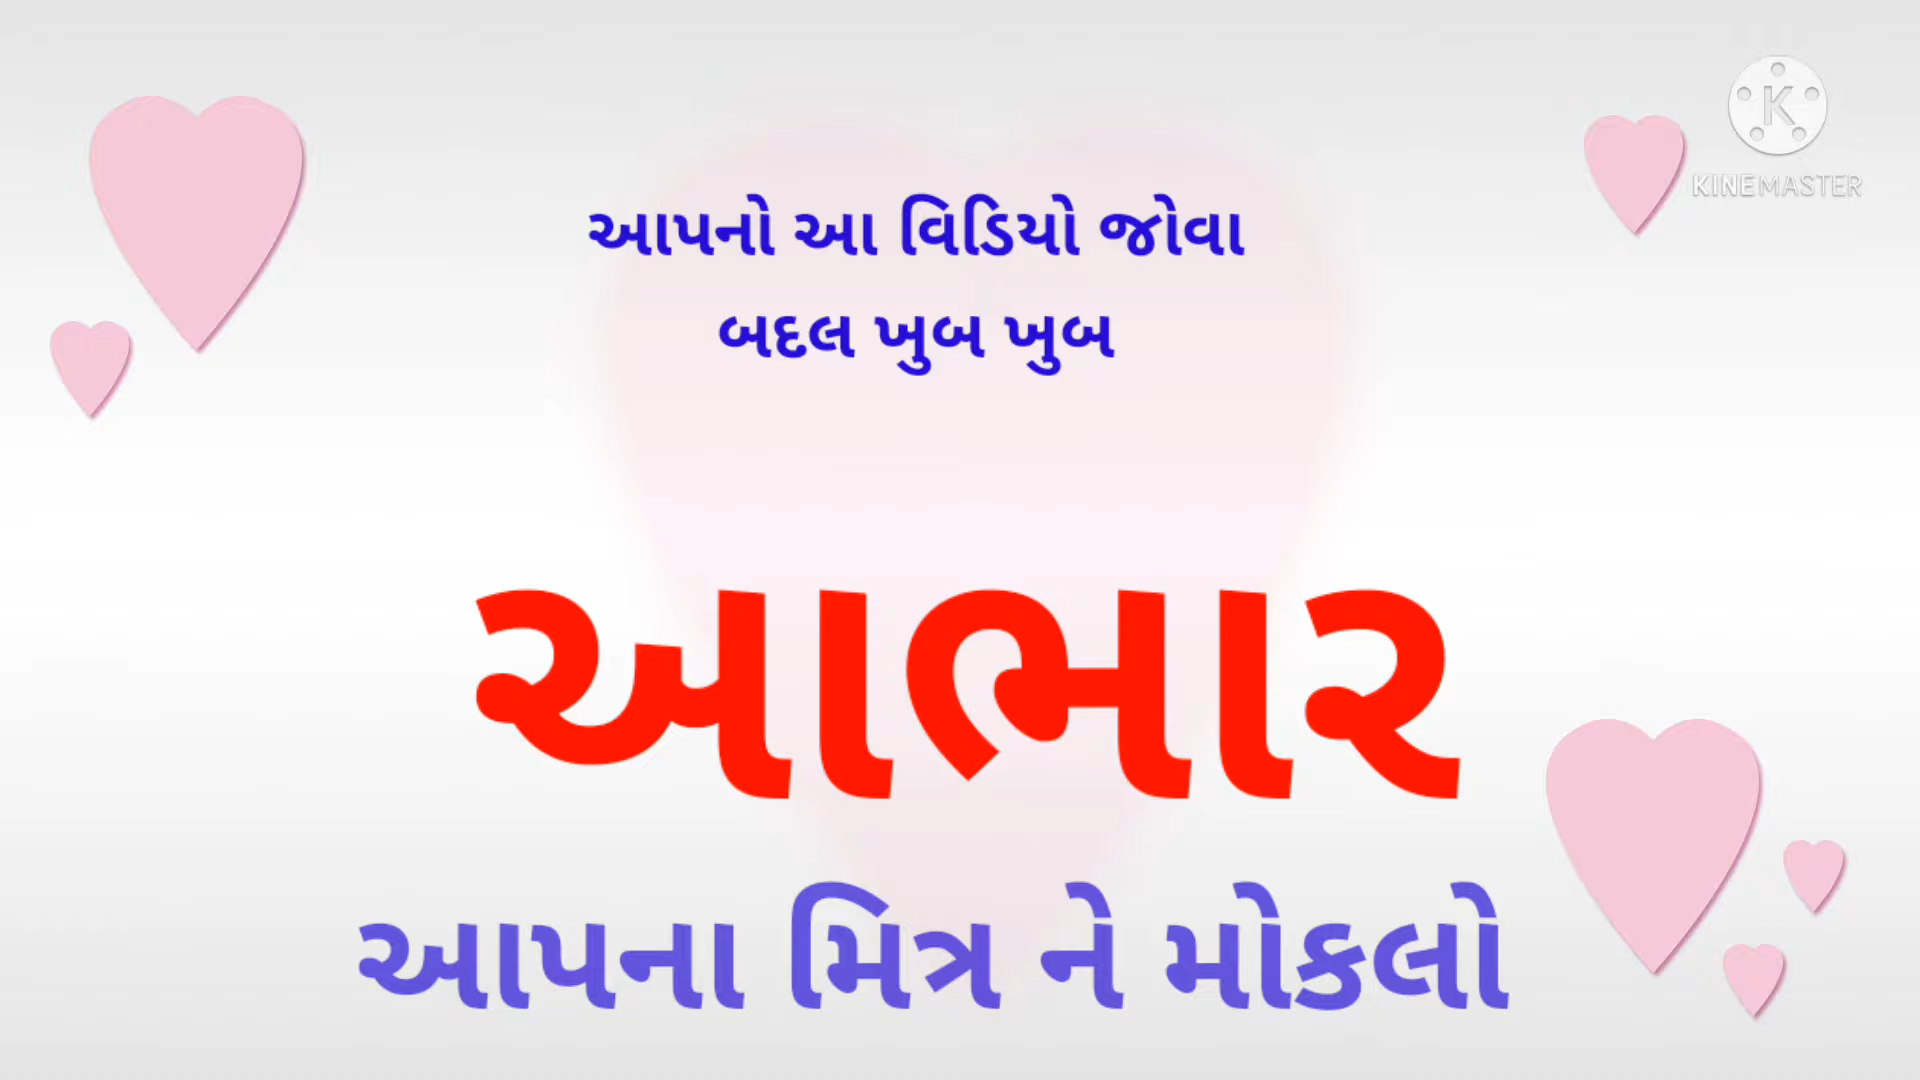 K
KINEMASTER
આપનો આ વિડિયો જોવા
બદલ ખુબ ખુબ
આભાર
આપના મિત્ર ને મોકલો